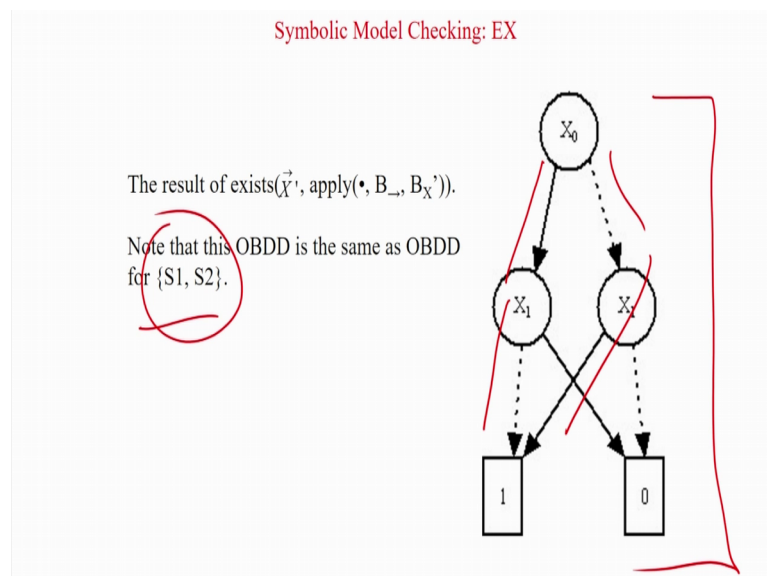 Symbolic Model Checking: EX
The result of exists(x⃗', apply(•, B→, Bx')).
Note that this OBDD is the same as OBDD
for {S1, S2}.
X₀
X₁ X₁
1 0